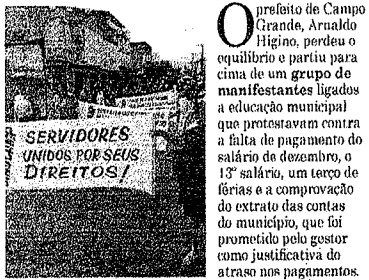 SERVIDORES
UNIDOS POR SEUS
DIREITOS!
O prefeito de Campo
Grande, Arnaldo
Higino, perdeu o
equilíbrio e partiu para
cima de um grupo de
manifestantes ligados
a educação municipal
que protestavam contra
a falta de pagamento do
salário de dezembro, o
13º salário, um terço de
férias e a comprovação
do extrato das contas
do município, que foi
prometido pelo gestor
como justificativa do
atraso nos pagamentos.